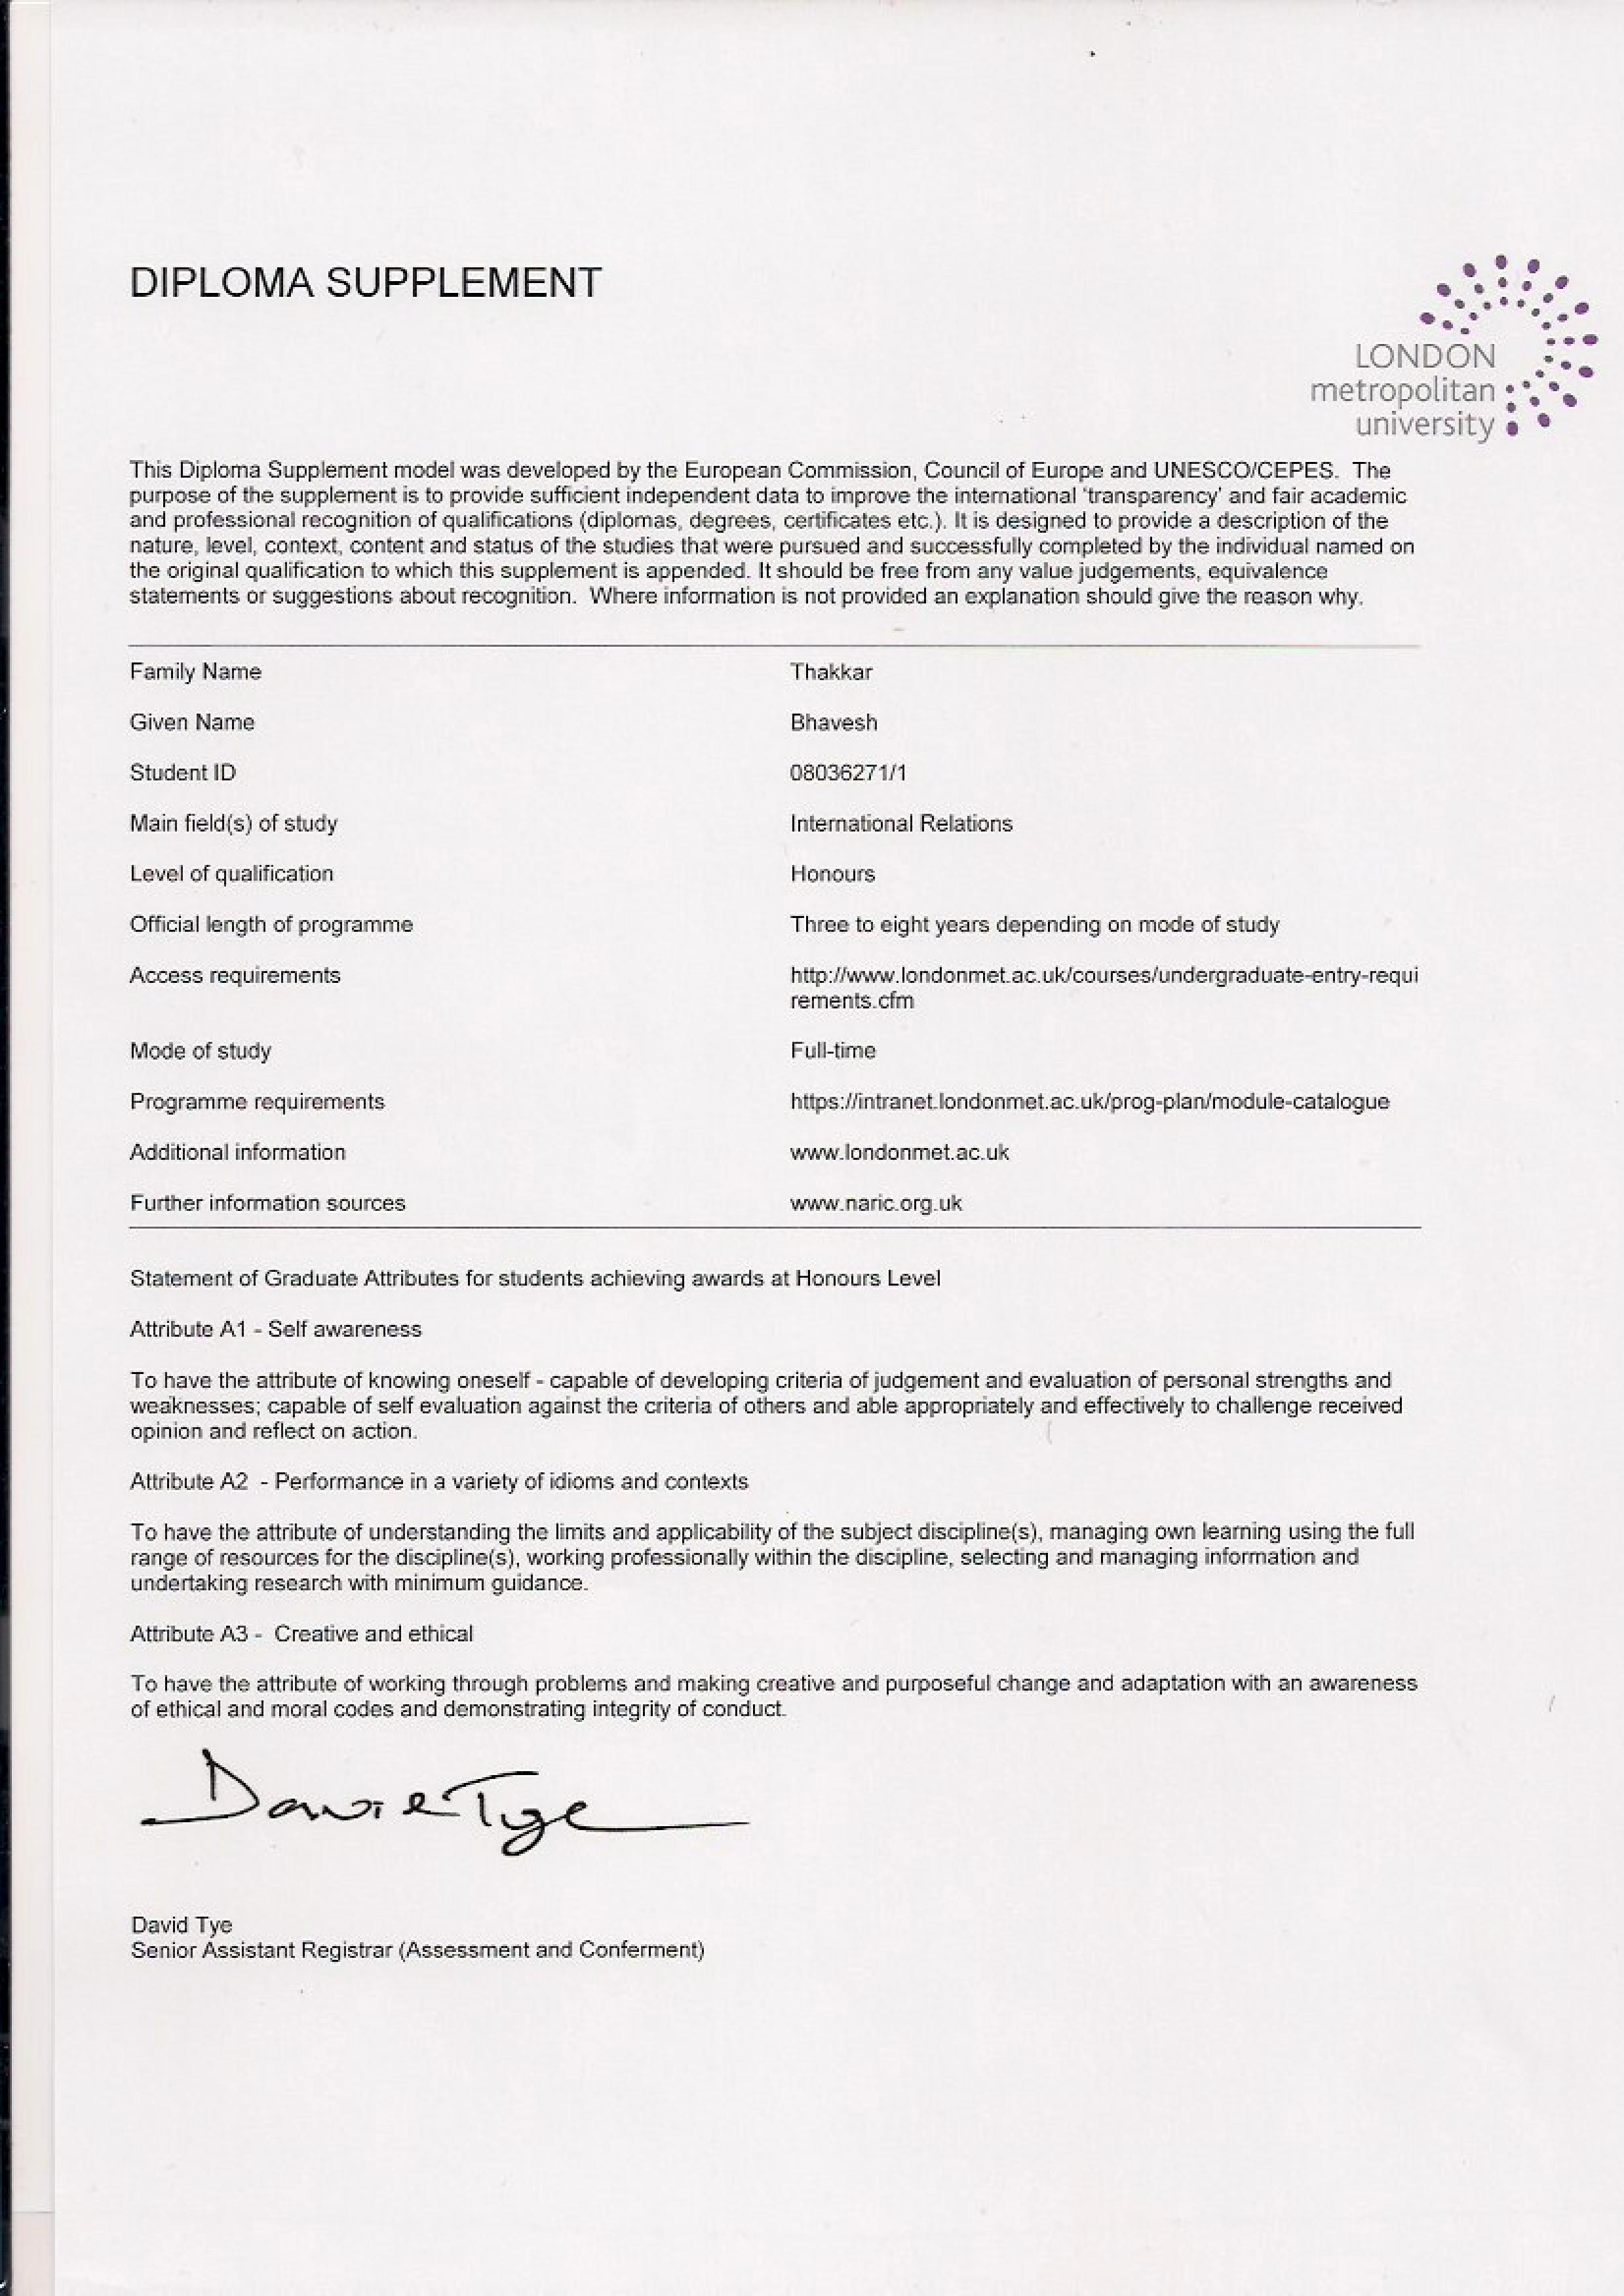 DIPLOMA SUPPLEMENT
LONDON
metropolitan
university
This Diploma Supplement model was developed by the European Commission, Council of Europe and UNESCO/CEPES. The
purpose of the supplement is to provide sufficient independent data to improve the international 'transparency' and fair academic
and professional recognition of qualifications (diplomas, degrees, certificates etc.). It is designed to provide a description of the
nature, level, context, content and status of the studies that were pursued and successfully completed by the individual named on
the original qualification to which this supplement is appended. It should be free from any value judgements, equivalence
statements or suggestions about recognition. Where information is not provided an explanation should give the reason why.
Family Name Thakkar
Given Name Bhavesh
Student ID 08036271/1
Main field(s) of study International Relations
Level of qualification Honours
Official length of programme Three to eight years depending on mode of study
Access requirements http://www.londonmet.ac.uk/courses/undergraduate-entry-requi
rements.cfm
Mode of study Full-time
Programme requirements https://intranet.londonmet.ac.uk/prog-plan/module-catalogue
Additional information www.londonmet.ac.uk
Further information sources www.naric.org.uk
Statement of Graduate Attributes for students achieving awards at Honours Level
Attribute A1 - Self awareness
To have the attribute of knowing oneself - capable of developing criteria of judgement and evaluation of personal strengths and
weaknesses; capable of self evaluation against the criteria of others and able appropriately and effectively to challenge received
opinion and reflect on action.
Attribute A2 - Performance in a variety of idioms and contexts
To have the attribute of understanding the limits and applicability of the subject discipline(s), managing own learning using the full
range of resources for the discipline(s), working professionally within the discipline, selecting and managing information and
undertaking research with minimum guidance.
Attribute A3 - Creative and ethical
To have the attribute of working through problems and making creative and purposeful change and adaptation with an awareness
of ethical and moral codes and demonstrating integrity of conduct.
David Tye
David Tye
Senior Assistant Registrar (Assessment and Conferment)